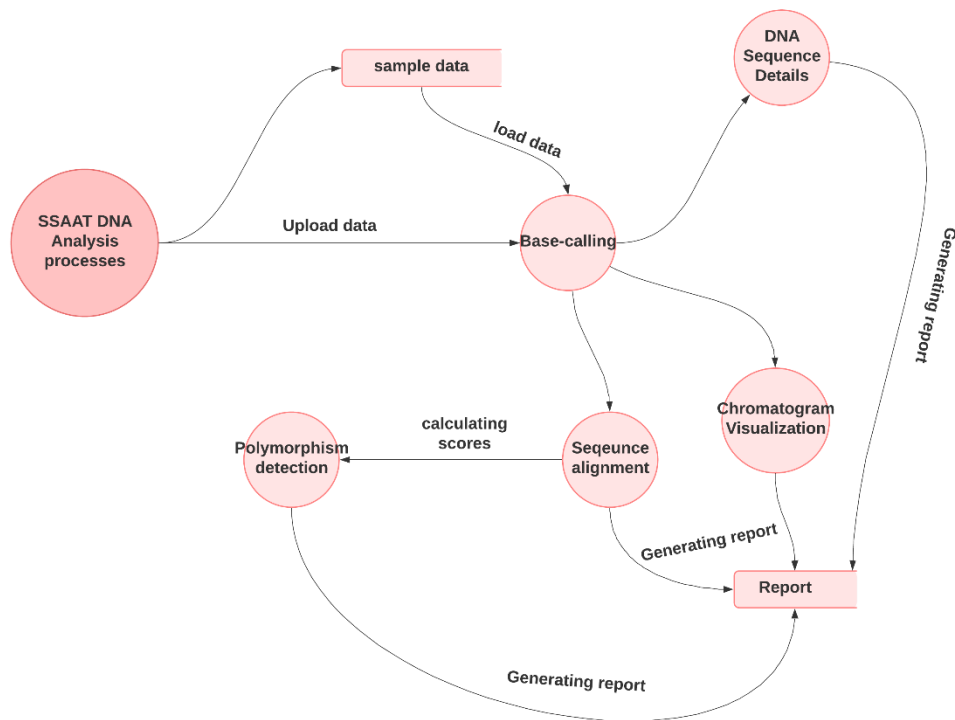 DNA
Sequence
Details
sample data
load data
SSAAT DNA
Analysis
processes
Upload data
Base-calling
Generating report
Chromatogram
Visualization
calculating
scores
Polymorphism
detection
Seqeunce
alignment
Generating report
Report
Generating report